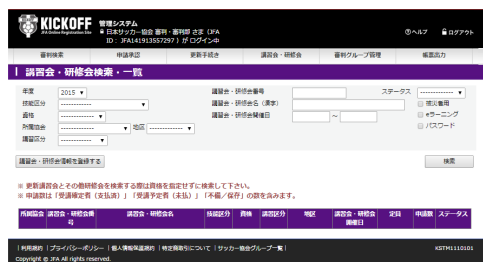 KICKOFF
JFA Online Registration Site
管理システム
日本サッカー協会 審判・審判部 さま（JFA
ID： JFA141913557297 ）がログイン中
ヘルプ ログアウト
審判検索 申請承認 更新手続き 講習会・研修会 審判グループ管理 帳票出力
講習会・研修会検索・一覧
年度 2015 講習会・研修会番号 ステータス ------------
技能区分 ------------ 講習会・研修会名（漢字） 被災者用
資格 ------------ 講習会・研修会開催日 ～ eラーニング
所属協会 ------------ 地区 ------------ パスワード
講習区分 ------------
講習会・研修会情報を登録する 検索
※ 更新講習会とその他研修会を検索する際は資格を指定せずに検索して下さい。
※ 申請数は「受講確定者（支払済）」「受講予定者（未払）」「不備／保存」の数を含みます。
所属協会 講習会・研修会番号 講習会・研修会名 技能区分 資格 講習区分 地区 講習会・研修会開催日 定員 申請数 ステータス
| 利用規約 | プライバシーポリシー | 個人情報保護規約 | 特定商取引について | サッカー協会グループ一覧 | KSTM1110101
Copyright © JFA All rights reserved.